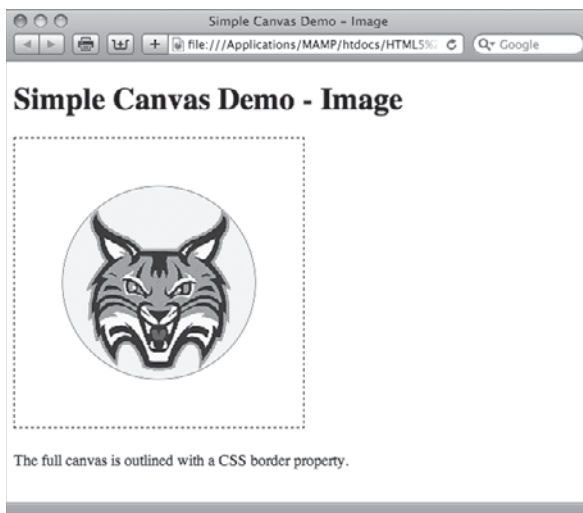 Simple Canvas Demo – Image
file:///Applications/MAMP/htdocs/HTML5%
Google
Simple Canvas Demo - Image
The full canvas is outlined with a CSS border property.